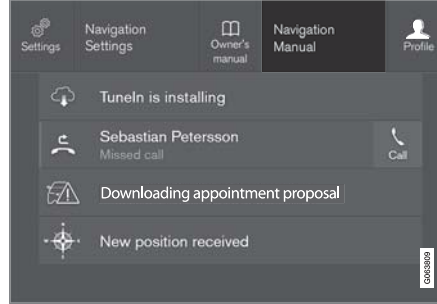 Settings
Navigation
Settings
Owner's
manual
Navigation
Manual
Profile
TuneIn is installing
Sebastian Petersson
Missed call
Call
Downloading appointment proposal
New position received
G063809